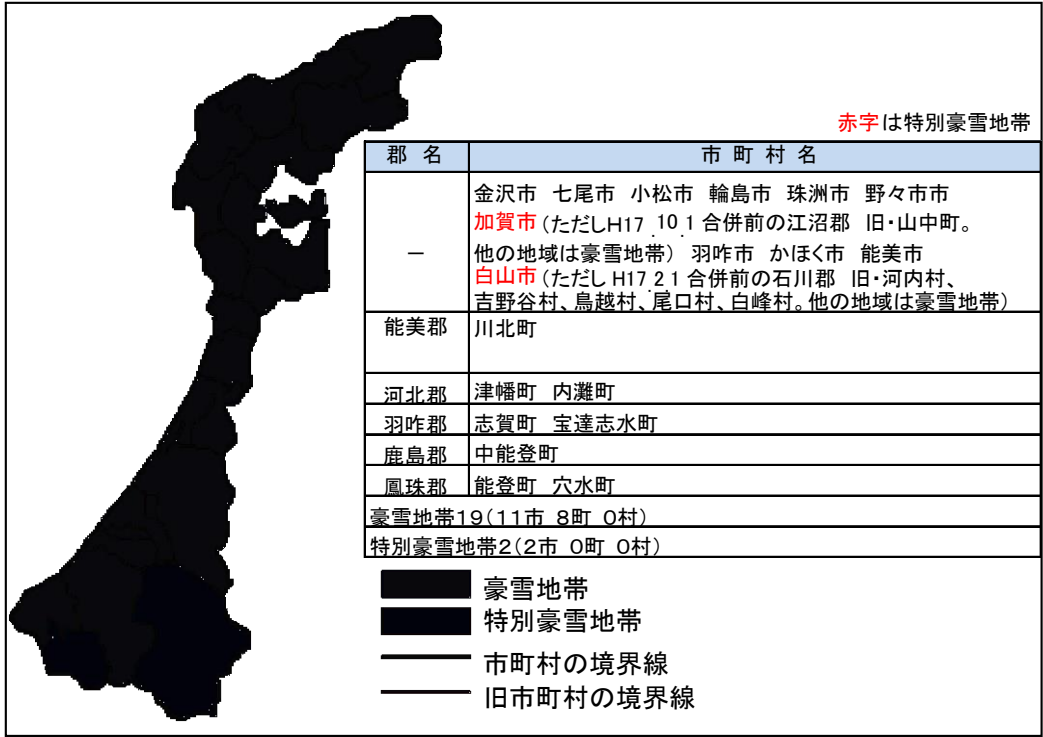 赤字は特別豪雪地帯
郡 名 市 町 村 名
－ 金沢市 七尾市 小松市 輪島市 珠洲市 野々市市
加賀市(ただしH17.10.1合併前の江沼郡 旧・山中町。
他の地域は豪雪地帯) 羽咋市 かほく市 能美市
白山市(ただしH17.2.1合併前の石川郡 旧・河内村、
吉野谷村、鳥越村、尾口村、白峰村。他の地域は豪雪地帯)
能美郡 川北町
河北郡 津幡町 内灘町
羽咋郡 志賀町 宝達志水町
鹿島郡 中能登町
鳳珠郡 能登町 穴水町
豪雪地帯19(11市 8町 0村)
特別豪雪地帯2(2市 0町 0村)
豪雪地帯
特別豪雪地帯
市町村の境界線
旧市町村の境界線